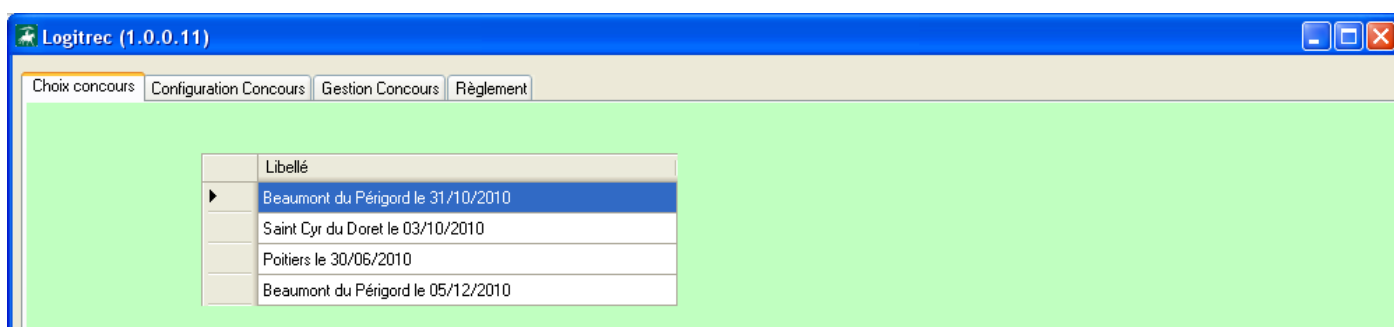 Logitrec (1.0.0.11)
Choix concours Configuration Concours Gestion Concours Règlement
Libellé
Beaumont du Périgord le 31/10/2010
Saint Cyr du Doret le 03/10/2010
Poitiers le 30/06/2010
Beaumont du Périgord le 05/12/2010